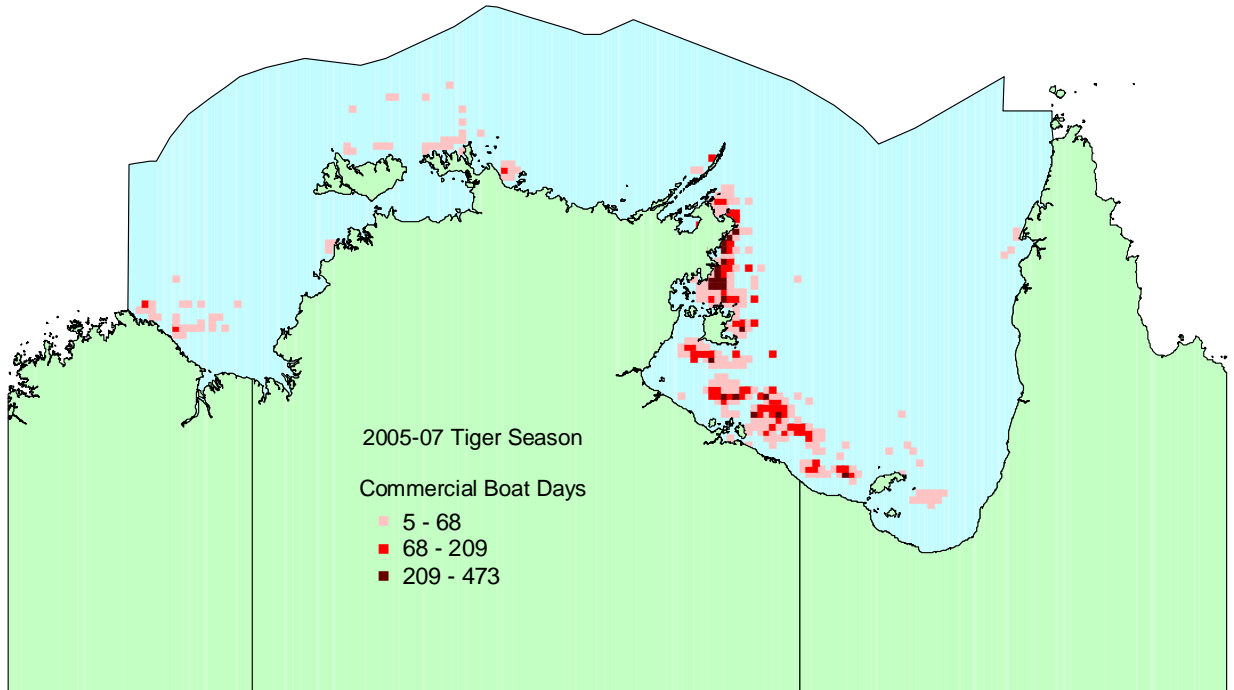 2005-07 Tiger Season
Commercial Boat Days
5 - 68
68 - 209
209 - 473